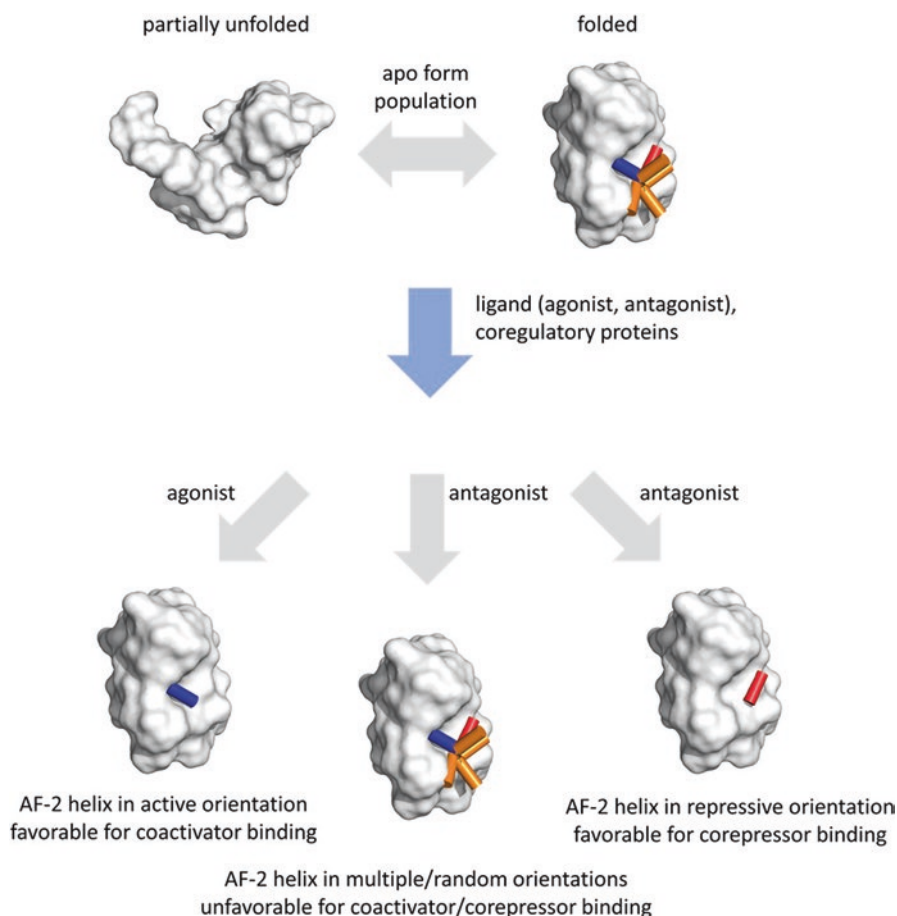 partially unfolded
folded
apo form
population
ligand (agonist, antagonist),
coregulatory proteins
agonist
antagonist
antagonist
AF-2 helix in active orientation
favorable for coactivator binding
AF-2 helix in repressive orientation
favorable for corepressor binding
AF-2 helix in multiple/random orientations
unfavorable for coactivator/corepressor binding